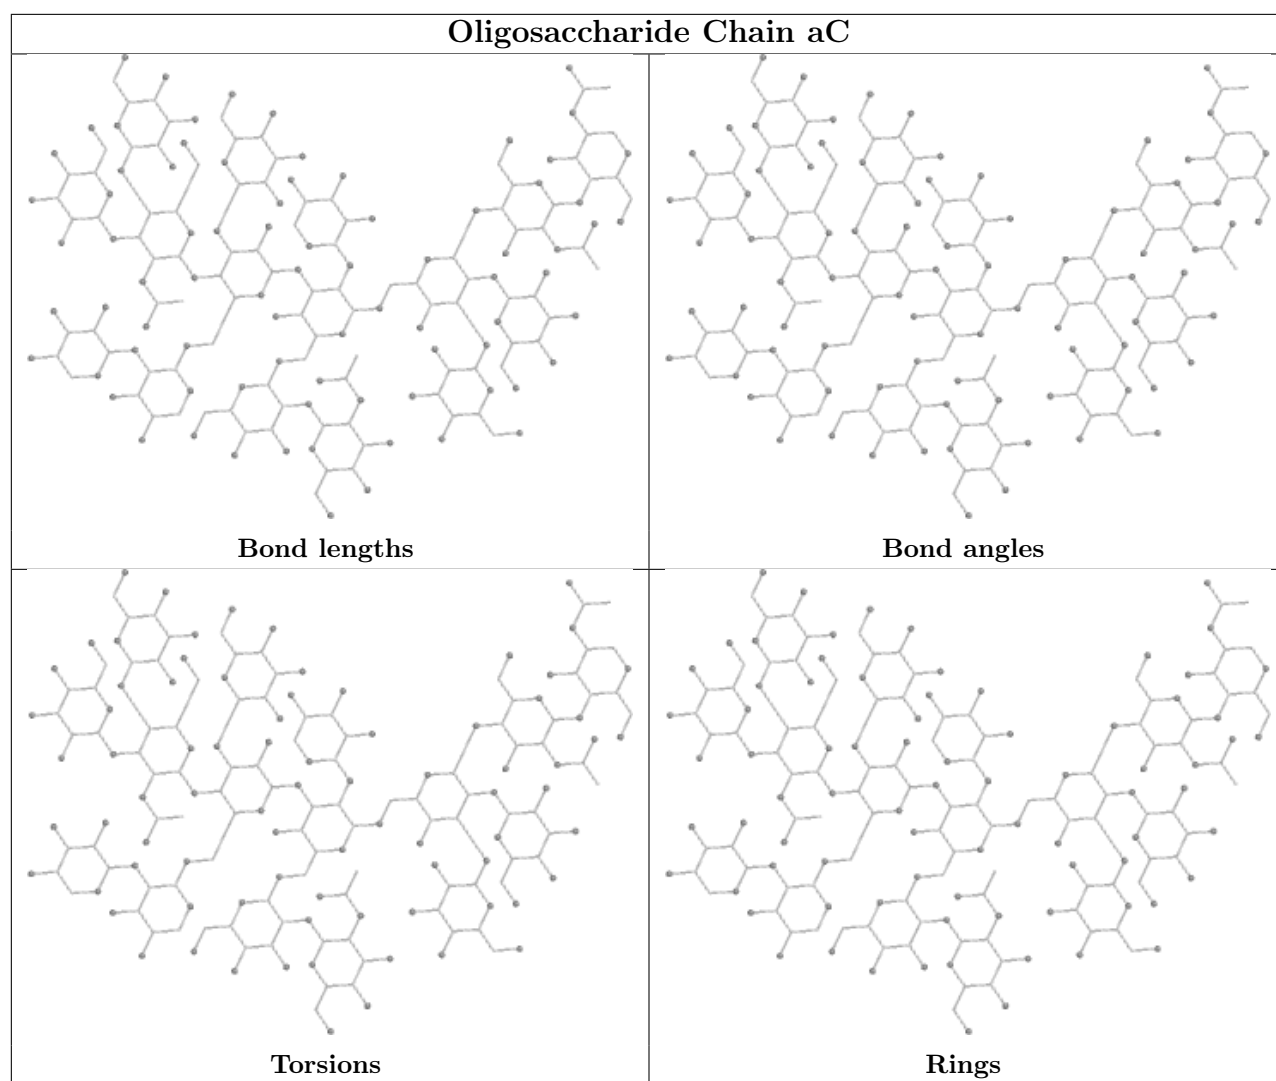 Oligosaccharide Chain aC
Bond lengths
Bond angles
Torsions
Rings